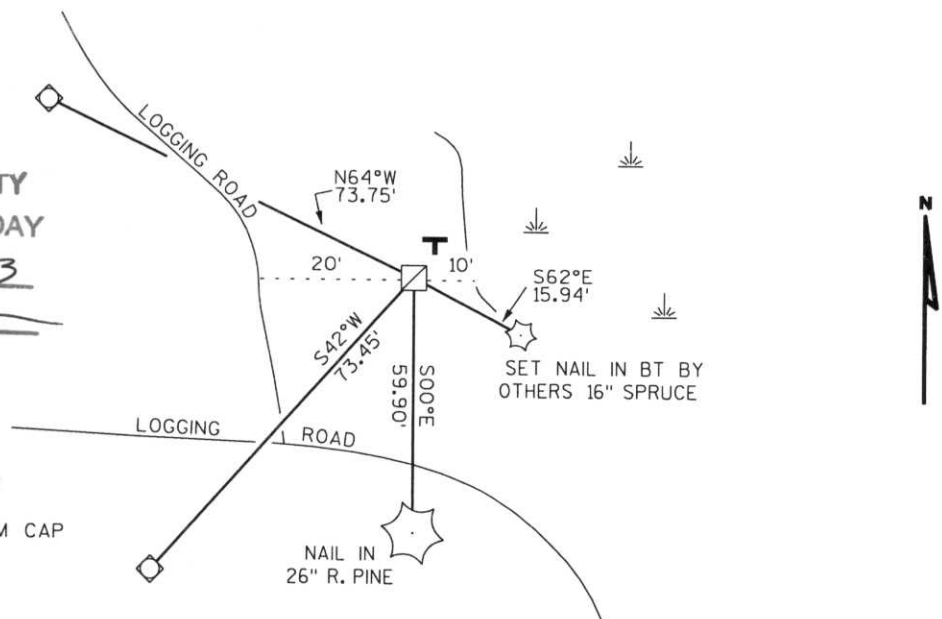 LOGGING ROAD
N64°W
73.75'
TY
DAY
3
N
20'
10'
S62°E
15.94'
S42°W
73.45'
S00°E
59.90'
SET NAIL IN BT BY
OTHERS 16" SPRUCE
LOGGING ROAD
M CAP
NAIL IN
26" R. PINE